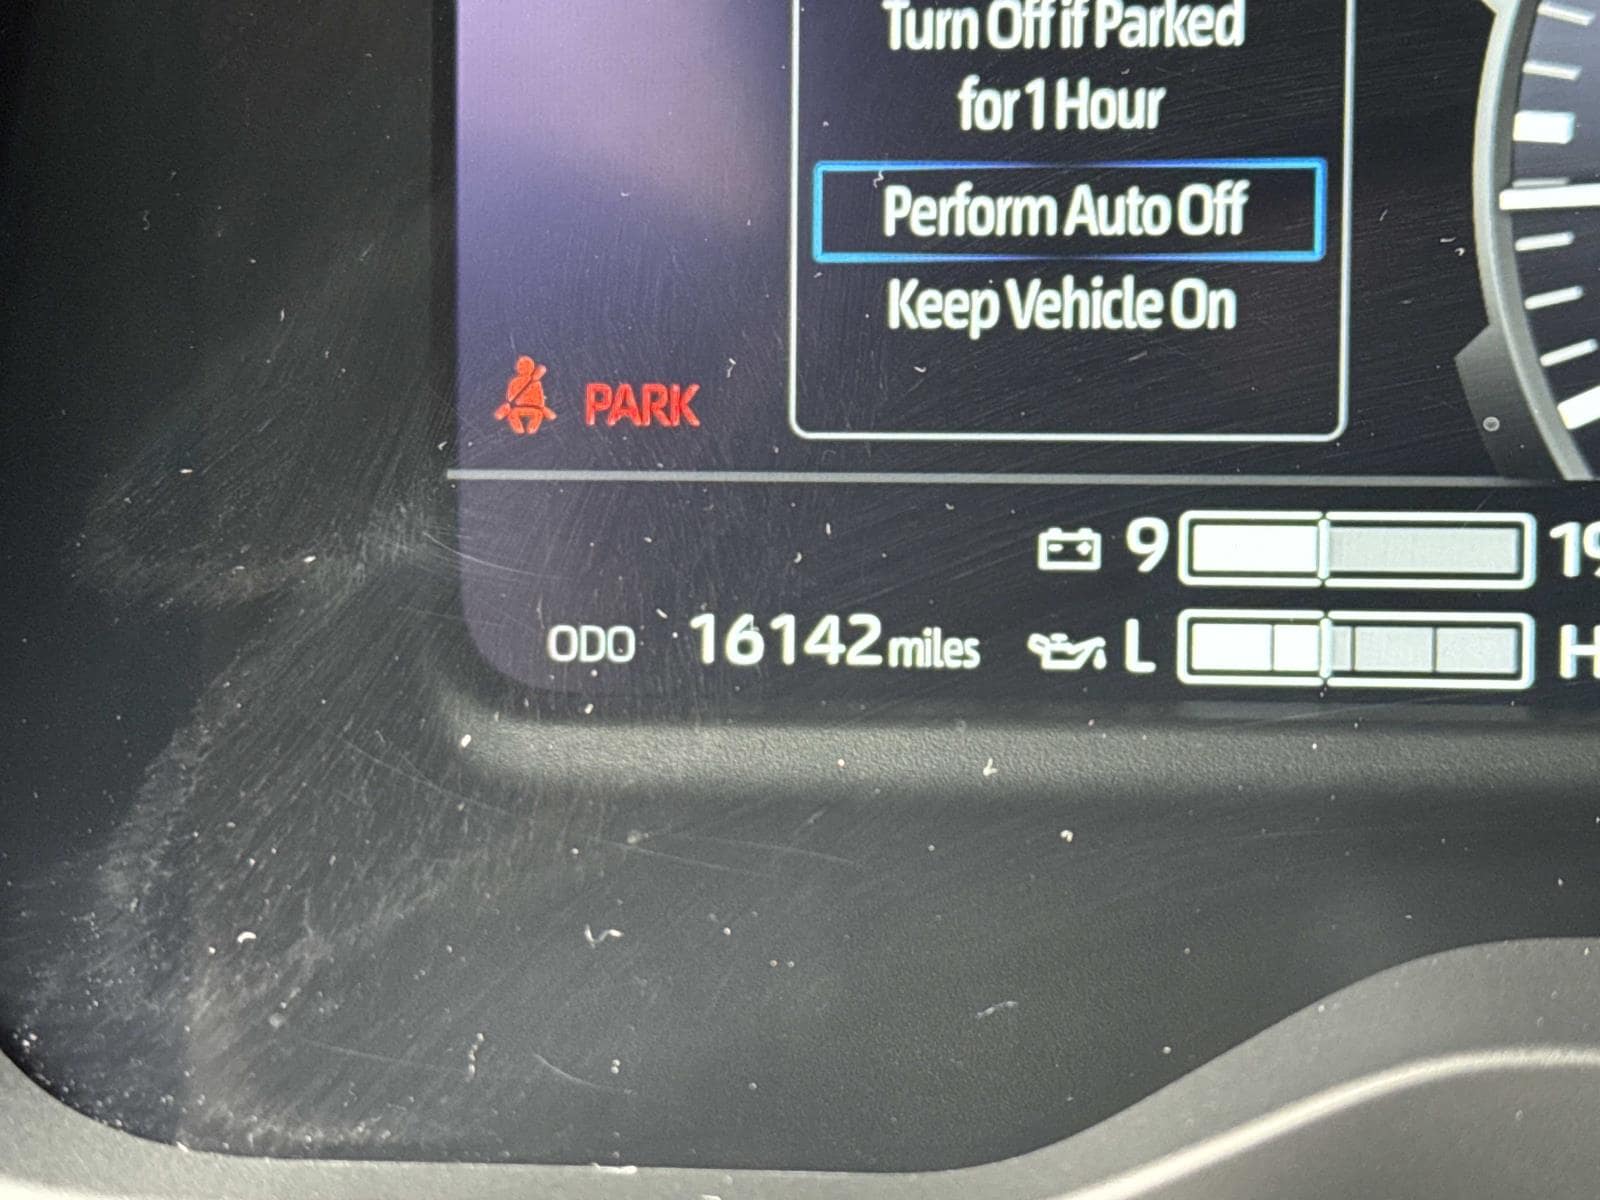 Turn Off if Parked
for 1 Hour
Perform Auto Off
Keep Vehicle On
PARK
9
ODO 16142 miles
L
H